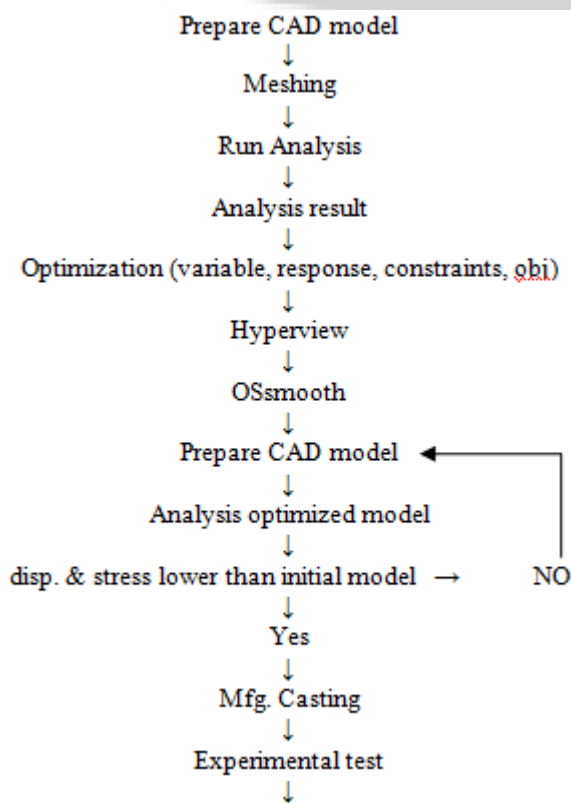 Prepare CAD model
↓
Meshing
↓
Run Analysis
↓
Analysis result
↓
Optimization (variable, response, constraints, obj)
↓
Hyperview
↓
OSsmooth
↓
Prepare CAD model
↓
Analysis optimized model
↓
disp. & stress lower than initial model → NO
↓
Yes
↓
Mfg. Casting
↓
Experimental test
↓